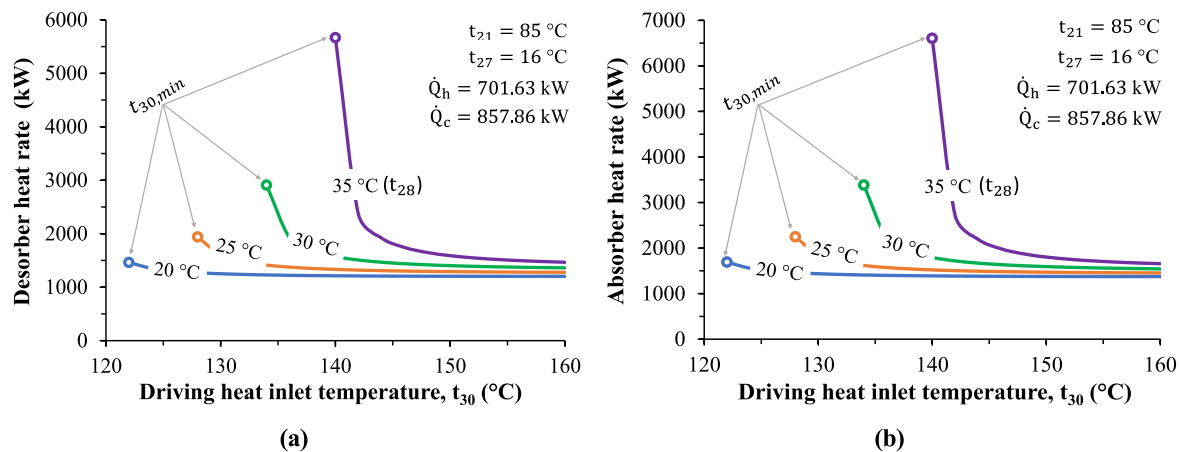 6000
5000
4000
3000
2000
1000
0
Desorber heat rate (kW)
t₂₁ = 85 °C
t₂₇ = 16 °C
Q̇ₕ = 701.63 kW
Q̇c = 857.86 kW
t30,min
35 °C (t₂₈)
30 °C
25 °C
20 °C
120 130 140 150 160
Driving heat inlet temperature, t₃₀ (°C)
(a)
7000
6000
5000
4000
3000
2000
1000
0
Absorber heat rate (kW)
t₂₁ = 85 °C
t₂₇ = 16 °C
Q̇ₕ = 701.63 kW
Q̇c = 857.86 kW
t30,min
35 °C (t₂₈)
30 °C
25 °C
20 °C
120 130 140 150 160
Driving heat inlet temperature, t₃₀ (°C)
(b)